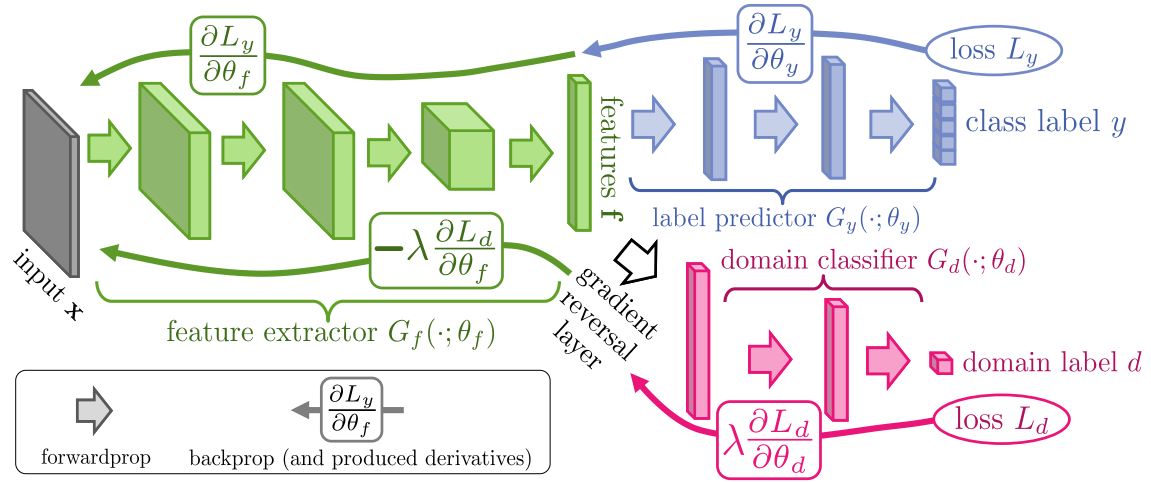 ∂L_y/∂θ_f
∂L_y/∂θ_y
loss L_y
features f
class label y
label predictor G_y(·; θ_y)
input x
−λ ∂L_d/∂θ_f
feature extractor G_f(·; θ_f)
gradient
reversal
layer
domain classifier G_d(·; θ_d)
domain label d
loss L_d
λ ∂L_d/∂θ_d
∂L_y/∂θ_f
forwardprop
backprop (and produced derivatives)